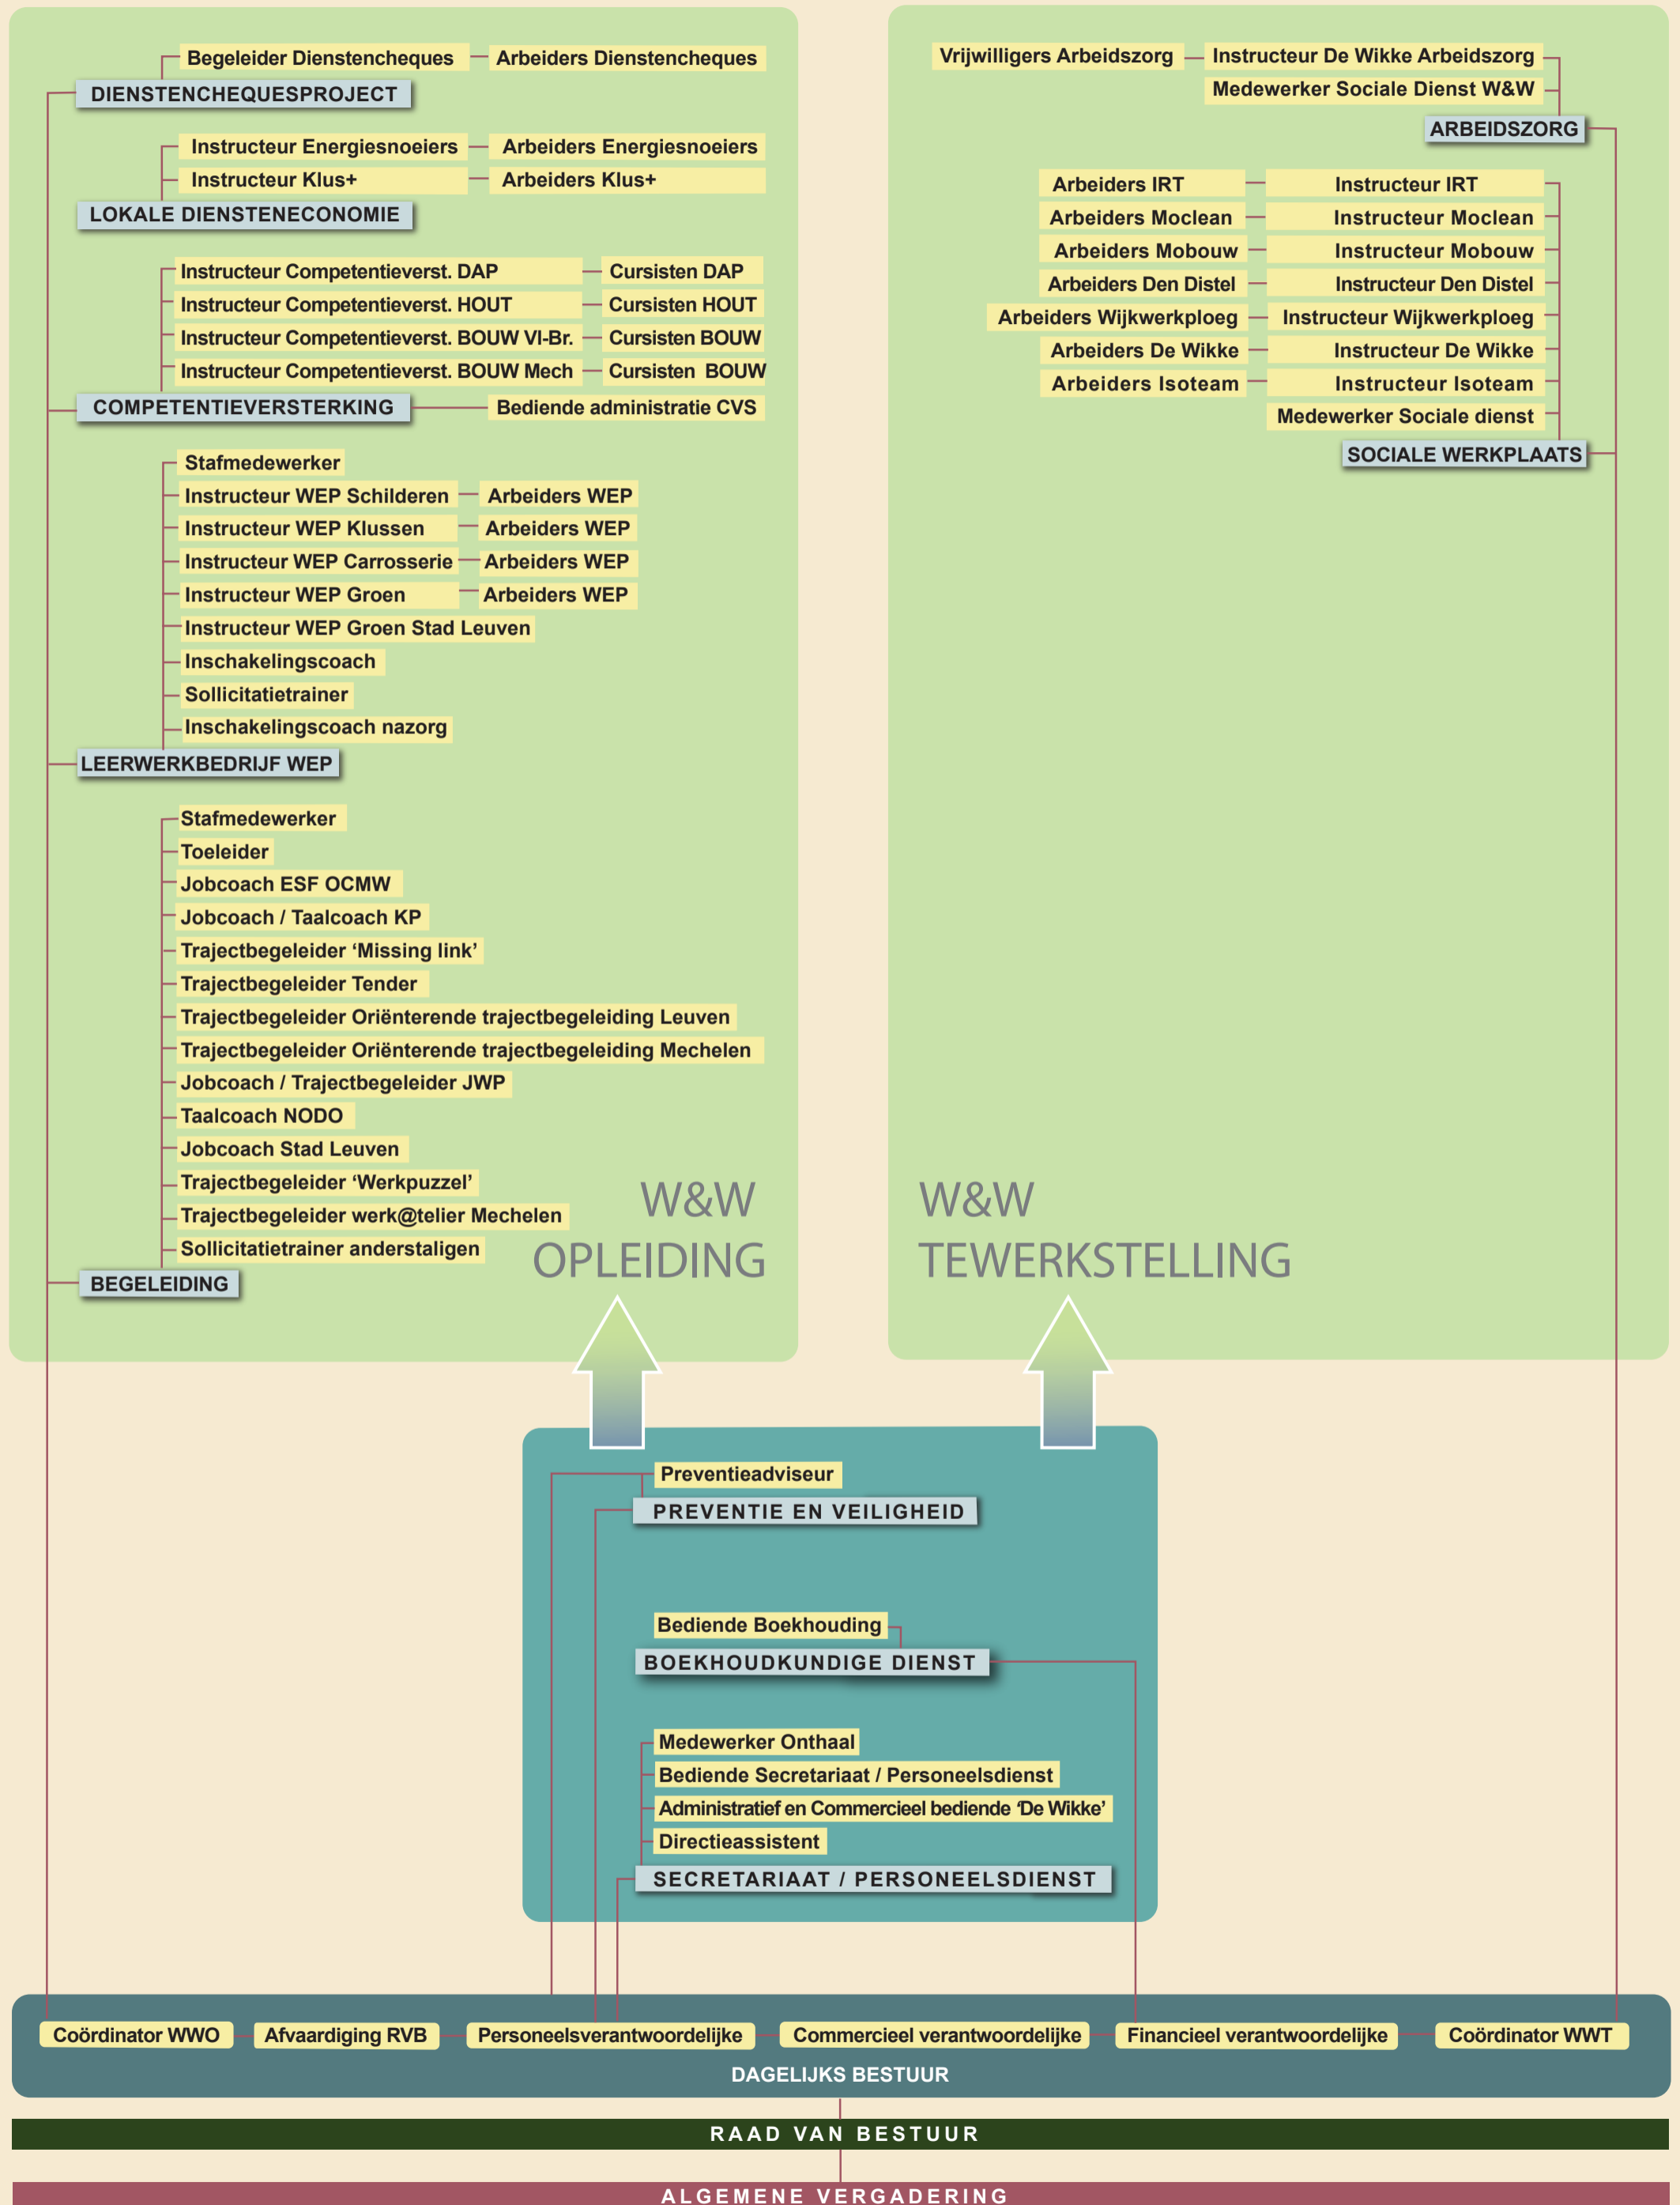 Begeleider Dienstencheques
Arbeiders Dienstencheques
DIENSTENCHEQUESPROJECT
Instructeur Energiesnoeiers
Arbeiders Energiesnoeiers
Instructeur Klus+
Arbeiders Klus+
LOKALE DIENSTENECONOMIE
Instructeur Competentieverst. DAP
Cursisten DAP
Instructeur Competentieverst. HOUT
Cursisten HOUT
Instructeur Competentieverst. BOUW Vl-Br.
Cursisten BOUW
Instructeur Competentieverst. BOUW Mech
Cursisten BOUW
COMPETENTIEVERSTERKING
Bediende administratie CVS
Stafmedewerker
Instructeur WEP Schilderen
Arbeiders WEP
Instructeur WEP Klussen
Arbeiders WEP
Instructeur WEP Carrosserie
Arbeiders WEP
Instructeur WEP Groen
Arbeiders WEP
Instructeur WEP Groen Stad Leuven
Inschakelingscoach
Sollicitatietrainer
Inschakelingscoach nazorg
LEERWERKBEDRIJF WEP
Stafmedewerker
Toeleider
Jobcoach ESF OCMW
Jobcoach / Taalcoach KP
Trajectbegeleider ‘Missing link’
Trajectbegeleider Tender
Trajectbegeleider Oriënterende trajectbegeleiding Leuven
Trajectbegeleider Oriënterende trajectbegeleiding Mechelen
Jobcoach / Trajectbegeleider JWP
Taalcoach NODO
Jobcoach Stad Leuven
Trajectbegeleider ‘Werkpuzzel’
Trajectbegeleider werk@telier Mechelen
Sollicitatietrainer anderstaligen
BEGELEIDING
W&W
OPLEIDING
Vrijwilligers Arbeidszorg
Instructeur De Wikke Arbeidszorg
Medewerker Sociale Dienst W&W
ARBEIDSZORG
Arbeiders IRT
Instructeur IRT
Arbeiders Moclean
Instructeur Moclean
Arbeiders Mobouw
Instructeur Mobouw
Arbeiders Den Distel
Instructeur Den Distel
Arbeiders Wijkwerkploeg
Instructeur Wijkwerkploeg
Arbeiders De Wikke
Instructeur De Wikke
Arbeiders Isoteam
Instructeur Isoteam
Medewerker Sociale dienst
SOCIALE WERKPLAATS
W&W
TEWERKSTELLING
Preventieadviseur
PREVENTIE EN VEILIGHEID
Bediende Boekhouding
BOEKHOUDKUNDIGE DIENST
Medewerker Onthaal
Bediende Secretariaat / Personeelsdienst
Administratief en Commercieel bediende ‘De Wikke’
Directieassistent
SECRETARIAAT / PERSONEELSDIENST
Coördinator WWO
Afvaardiging RVB
Personeelsverantwoordelijke
Commercieel verantwoordelijke
Financieel verantwoordelijke
Coördinator WWT
DAGELIJKS BESTUUR
RAAD VAN BESTUUR
ALGEMENE VERGADERING